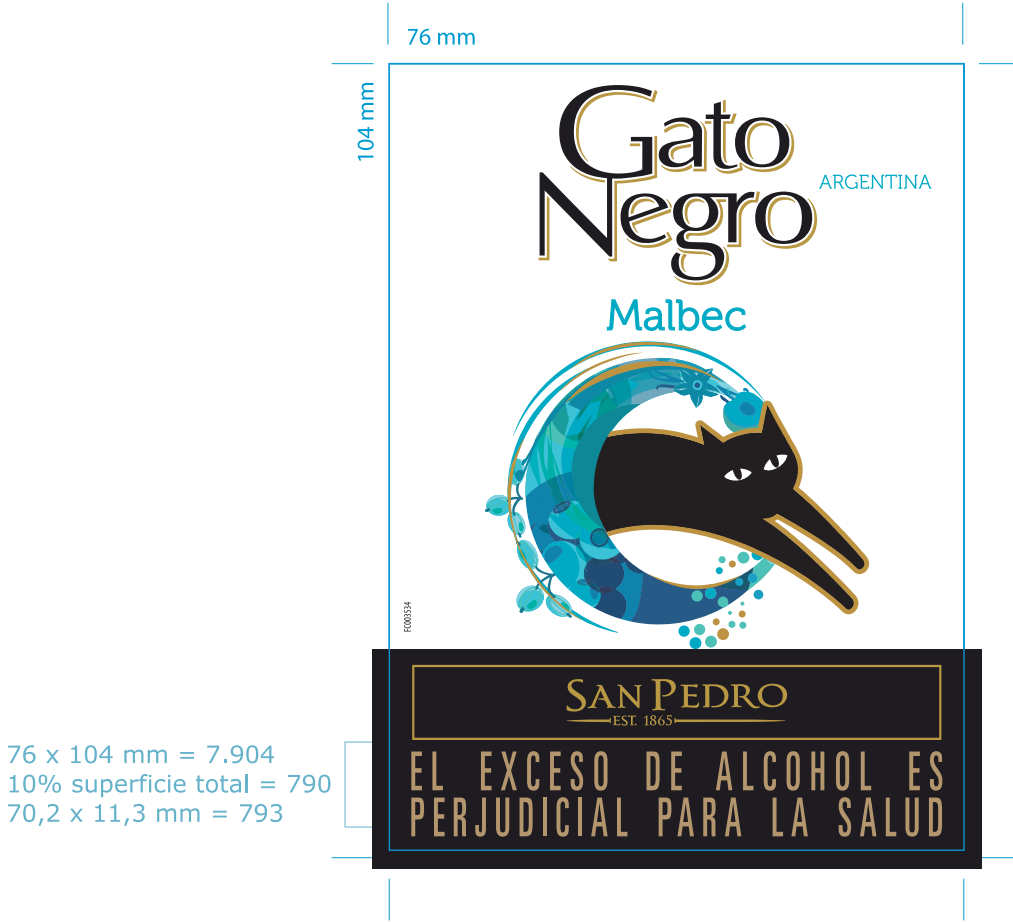 76 mm
104 mm
Gato
Negro
ARGENTINA
Malbec
FC003534
SAN PEDRO
EST. 1865
76 x 104 mm = 7.904
10% superficie total = 790
70,2 x 11,3 mm = 793
EL EXCESO DE ALCOHOL ES
PERJUDICIAL PARA LA SALUD